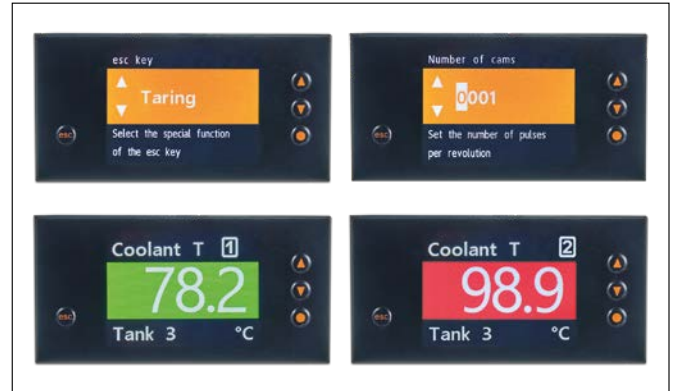 esc key
Taring
Select the special function
of the esc key
esc
Number of cams
0001
Set the number of pulses
per revolution
esc
Coolant T 1
78.2
Tank 3 °C
esc
Coolant T 2
98.9
Tank 3 °C
esc